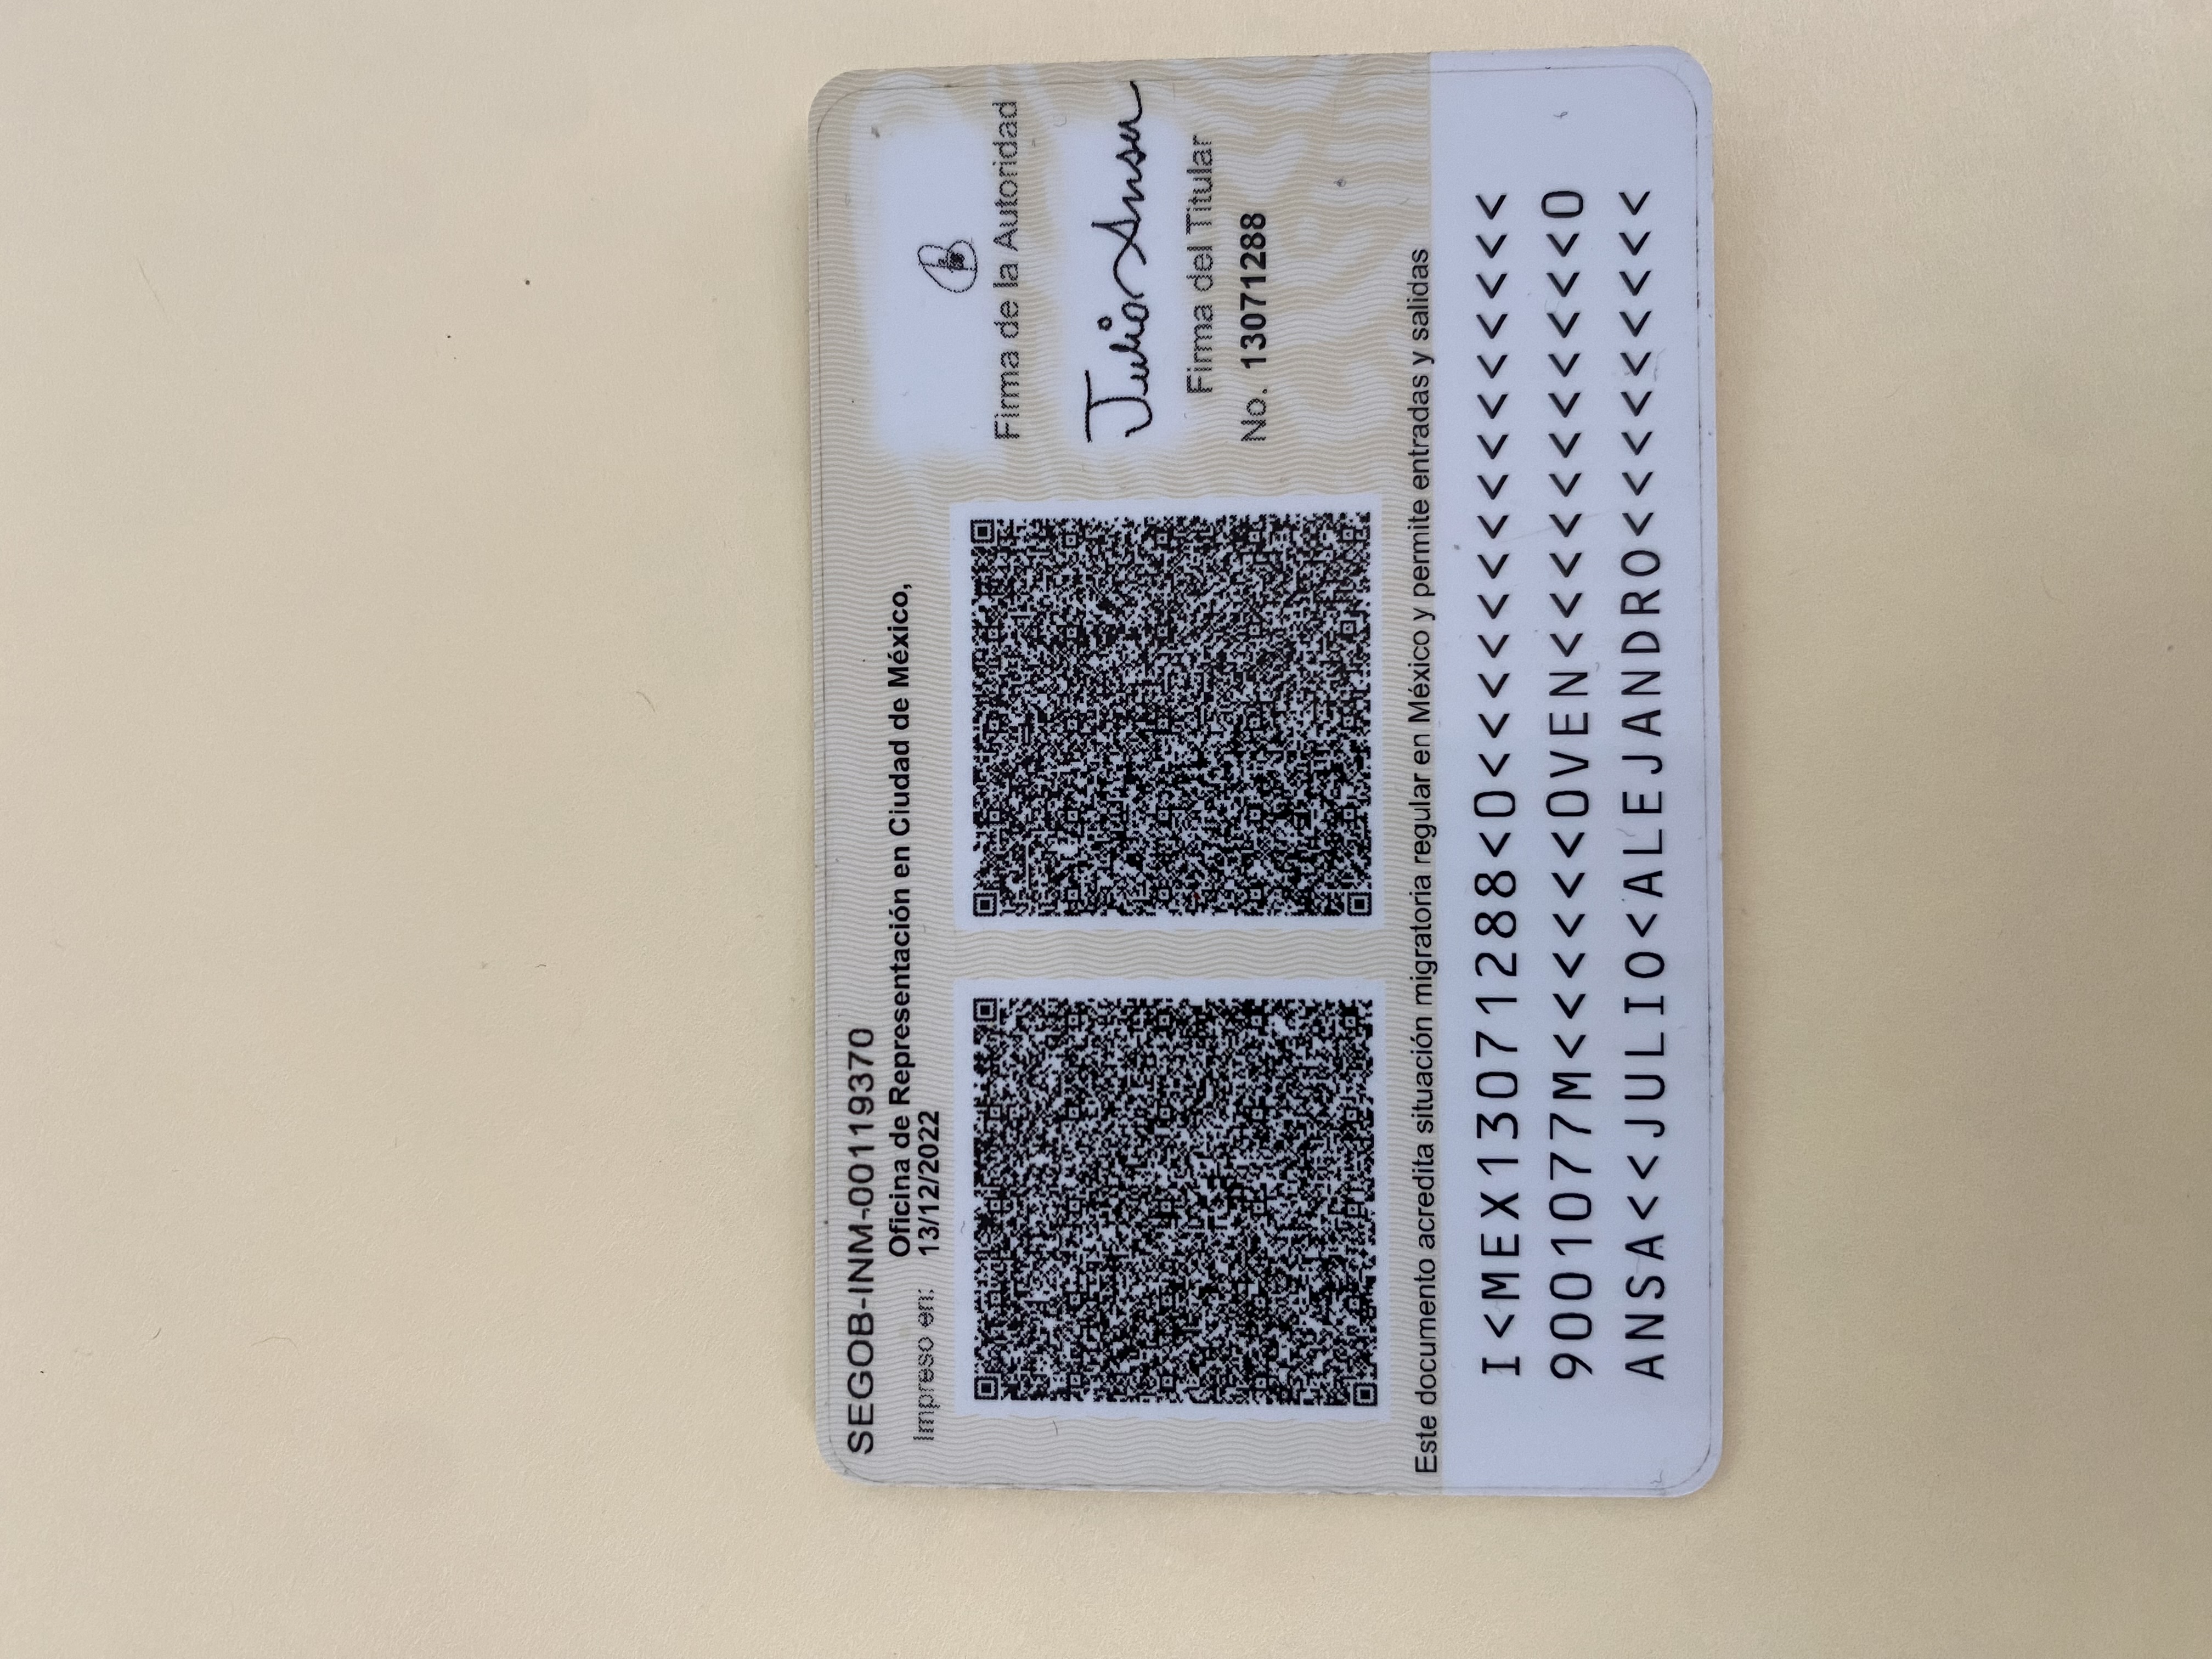 SEGOB-INM-00119370
Oficina de Representación en Ciudad de México,
Impreso en: 13/12/2022
Firma de la Autoridad
Julio Ansa
Firma del Titular
No. 13071288
Este documento acredita situación migratoria regular en México y permite entradas y salidas
I<MEX13071288<0<<<<<<<<<<<<<<<
9001077M<<<<<<<0VEN<<<<<<<<<<<0
ANSA<<JULIO<ALEJANDRO<<<<<<<<<